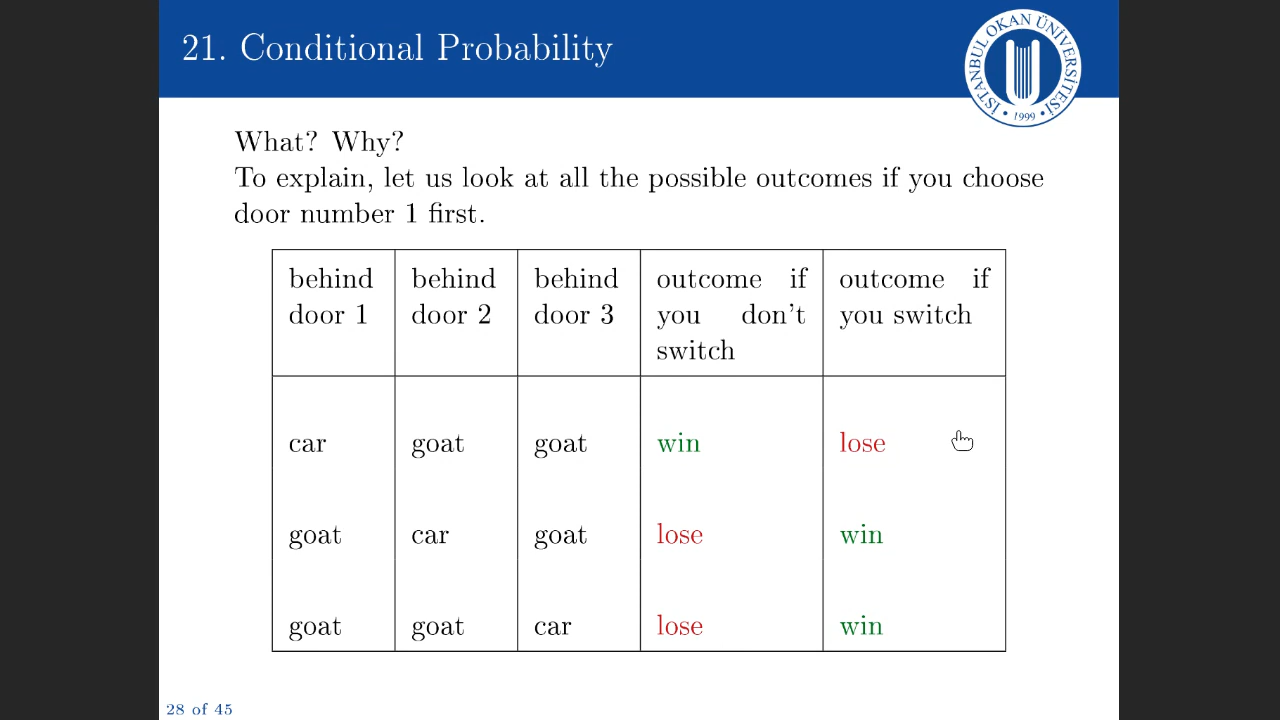 21. Conditional Probability
İSTANBUL OKAN ÜNİVERSİTESİ
• 1999 •
What? Why?
To explain, let us look at all the possible outcomes if you choose
door number 1 first.
behind door 1 | behind door 2 | behind door 3 | outcome if you don't switch | outcome if you switch
car goat goat win lose
goat car goat lose win
goat goat car lose win
28 of 45